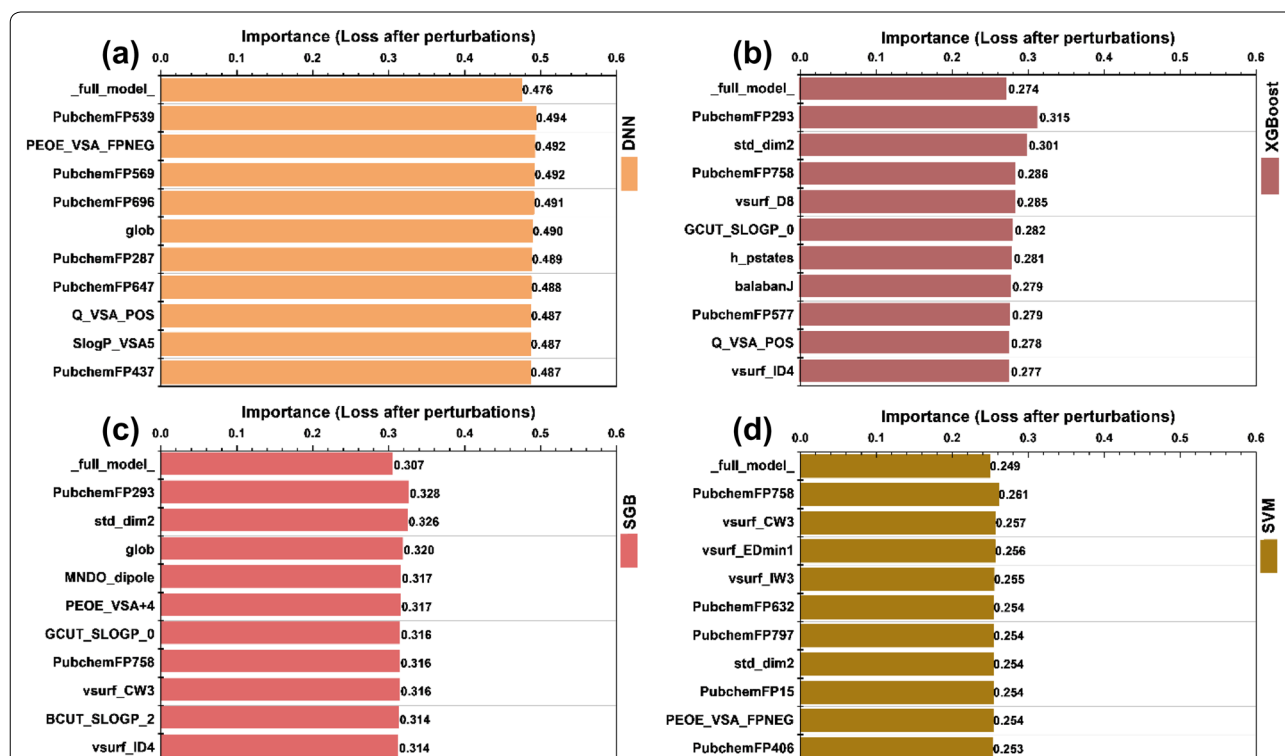 (a)
Importance (Loss after perturbations)
0.0 0.1 0.2 0.3 0.4 0.5 0.6
_full_model_ 0.476
PubchemFP539 0.494
PEOE_VSA_FPNEG 0.492
PubchemFP569 0.492
PubchemFP696 0.491
glob 0.490
PubchemFP287 0.489
PubchemFP647 0.488
Q_VSA_POS 0.487
SlogP_VSA5 0.487
PubchemFP437 0.487
DNN
(b)
Importance (Loss after perturbations)
0.0 0.1 0.2 0.3 0.4 0.5 0.6
_full_model_ 0.274
PubchemFP293 0.315
std_dim2 0.301
PubchemFP758 0.286
vsurf_D8 0.285
GCUT_SLOGP_0 0.282
h_pstates 0.281
balabanJ 0.279
PubchemFP577 0.279
Q_VSA_POS 0.278
vsurf_ID4 0.277
XGBoost
(c)
Importance (Loss after perturbations)
0.0 0.1 0.2 0.3 0.4 0.5 0.6
_full_model_ 0.307
PubchemFP293 0.328
std_dim2 0.326
glob 0.320
MNDO_dipole 0.317
PEOE_VSA+4 0.317
GCUT_SLOGP_0 0.316
PubchemFP758 0.316
vsurf_CW3 0.316
BCUT_SLOGP_2 0.314
vsurf_ID4 0.314
SGB
(d)
Importance (Loss after perturbations)
0.0 0.1 0.2 0.3 0.4 0.5 0.6
_full_model_ 0.249
PubchemFP758 0.261
vsurf_CW3 0.257
vsurf_EDmin1 0.256
vsurf_IW3 0.255
PubchemFP632 0.254
PubchemFP797 0.254
std_dim2 0.254
PubchemFP15 0.254
PEOE_VSA_FPNEG 0.254
PubchemFP406 0.253
SVM